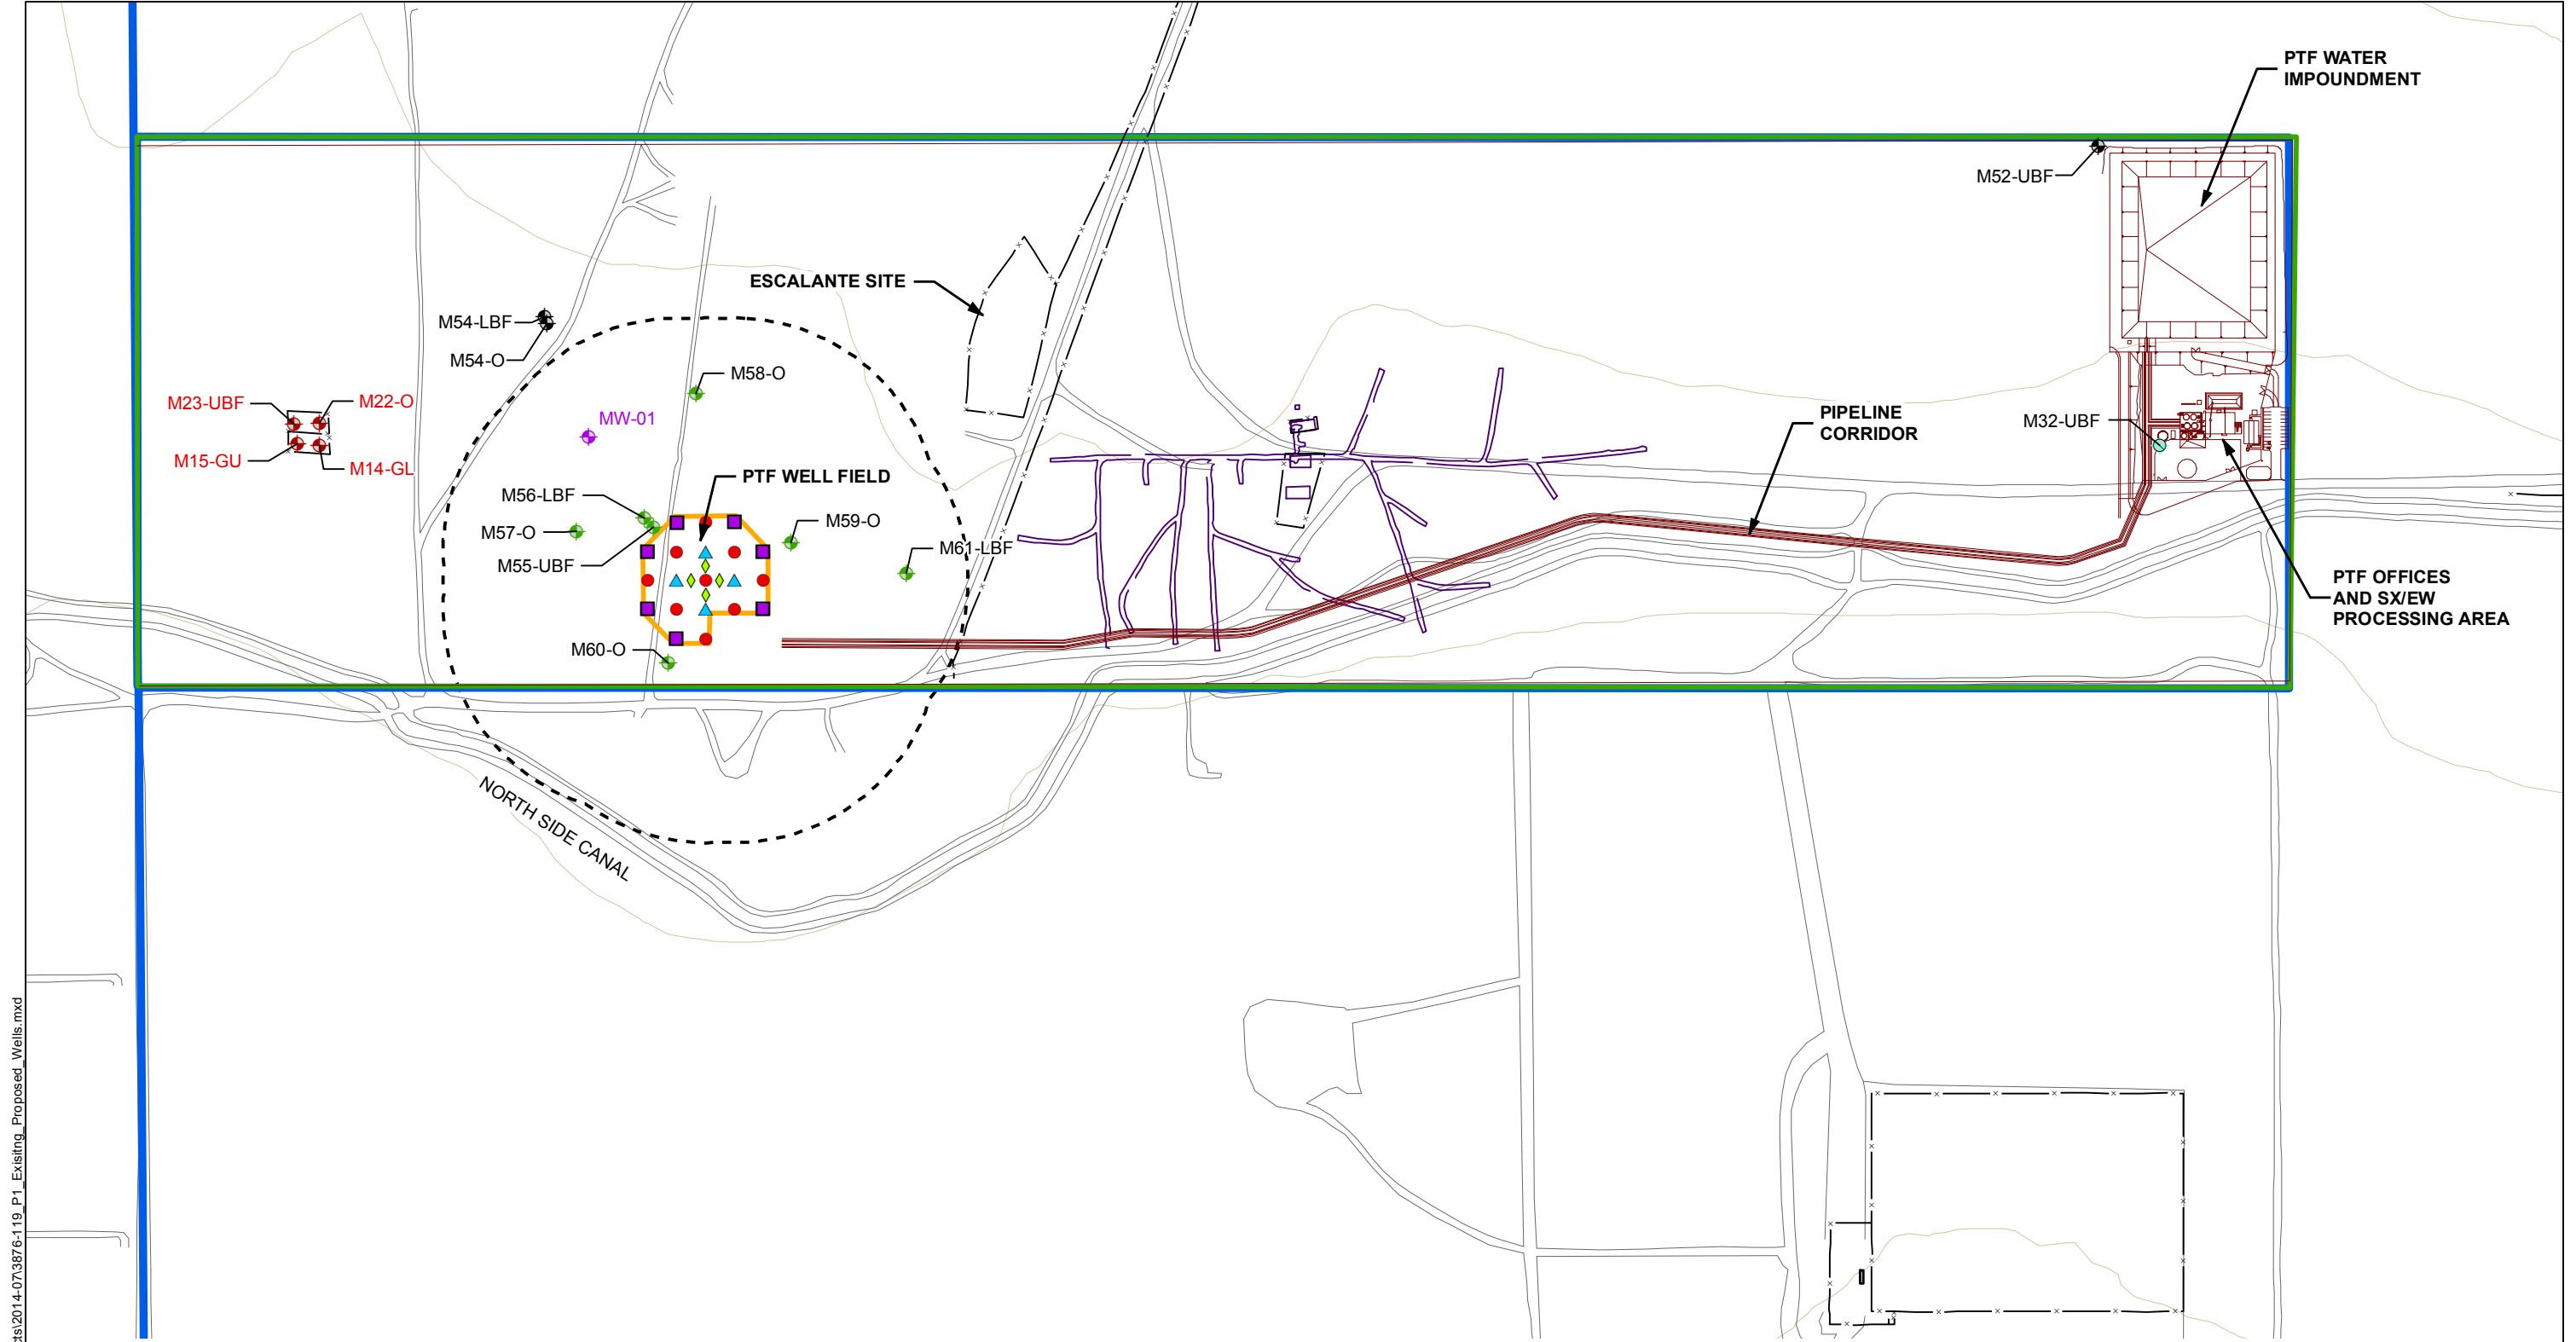 PTF WATER
IMPOUNDMENT
M52-UBF
ESCALANTE SITE
M54-LBF
M54-O
M58-O
M23-UBF
M22-O
MW-01
M15-GU
M14-GL
PIPELINE
CORRIDOR
M32-UBF
PTF WELL FIELD
M56-LBF
M57-O
M59-O
M55-UBF
M61-LBF
PTF OFFICES
AND SX/EW
PROCESSING AREA
M60-O
NORTH SIDE CANAL
ts\2014-07\3876-119_P1_Exisitng_Proposed_Wells.mxd